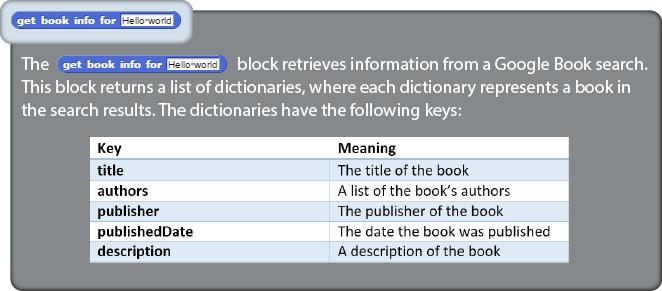 get book info for Hello•world
The get book info for Hello•world block retrieves information from a Google Book search.
This block returns a list of dictionaries, where each dictionary represents a book in
the search results. The dictionaries have the following keys:
Key Meaning
title The title of the book
authors A list of the book's authors
publisher The publisher of the book
publishedDate The date the book was published
description A description of the book